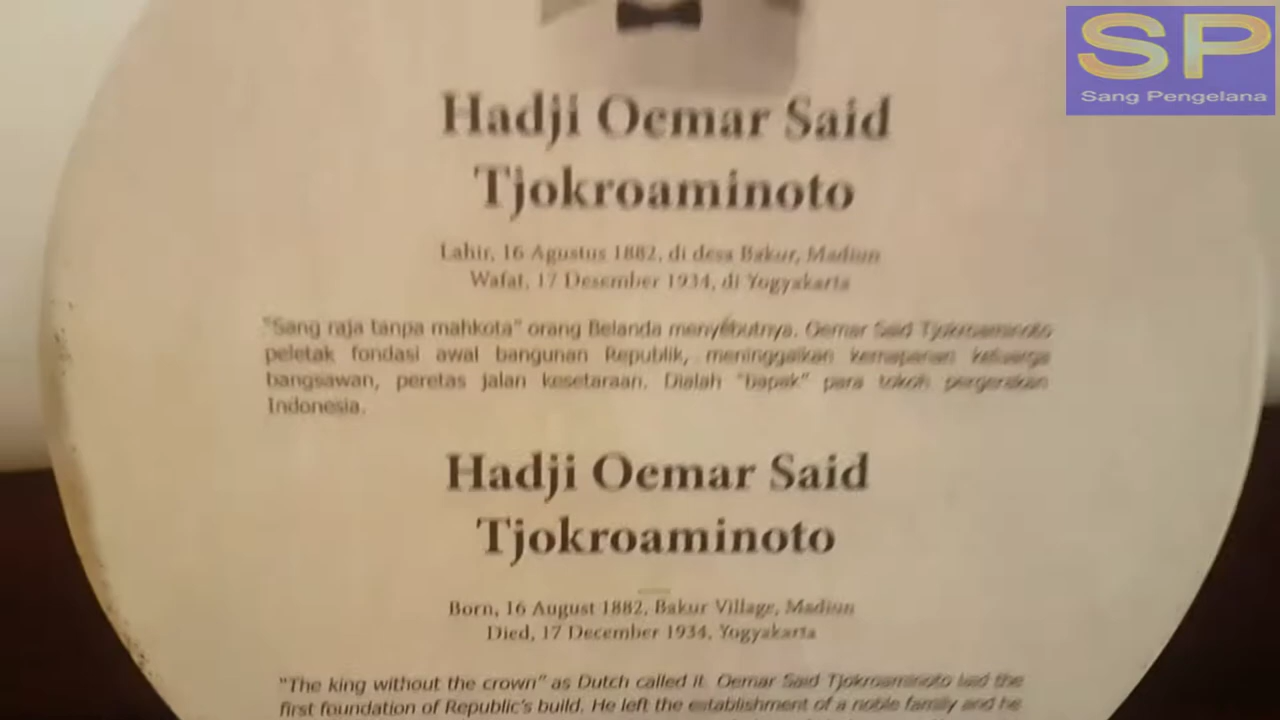 SP
Sang Pengelana
Hadji Oemar Said
Tjokroaminoto
Lahir, 16 Agustus 1882, di desa Bakur, Madiun
Wafat, 17 Desember 1934, di Yogyakarta
"Sang raja tanpa mahkota" orang Belanda menyebutnya. Oemar Said Tjokroaminoto
peletak fondasi awal bangunan Republik, meninggalkan kemapanan keluarga
bangsawan, peretas jalan kesetaraan. Dialah "bapak" para tokoh pergerakan
Indonesia.
Hadji Oemar Said
Tjokroaminoto
Born, 16 August 1882, Bakur Village, Madiun
Died, 17 December 1934, Yogyakarta
"The king without the crown" as Dutch called it. Oemar Said Tjokroaminoto laid the
first foundation of Republic's build. He left the establishment of a noble family and he